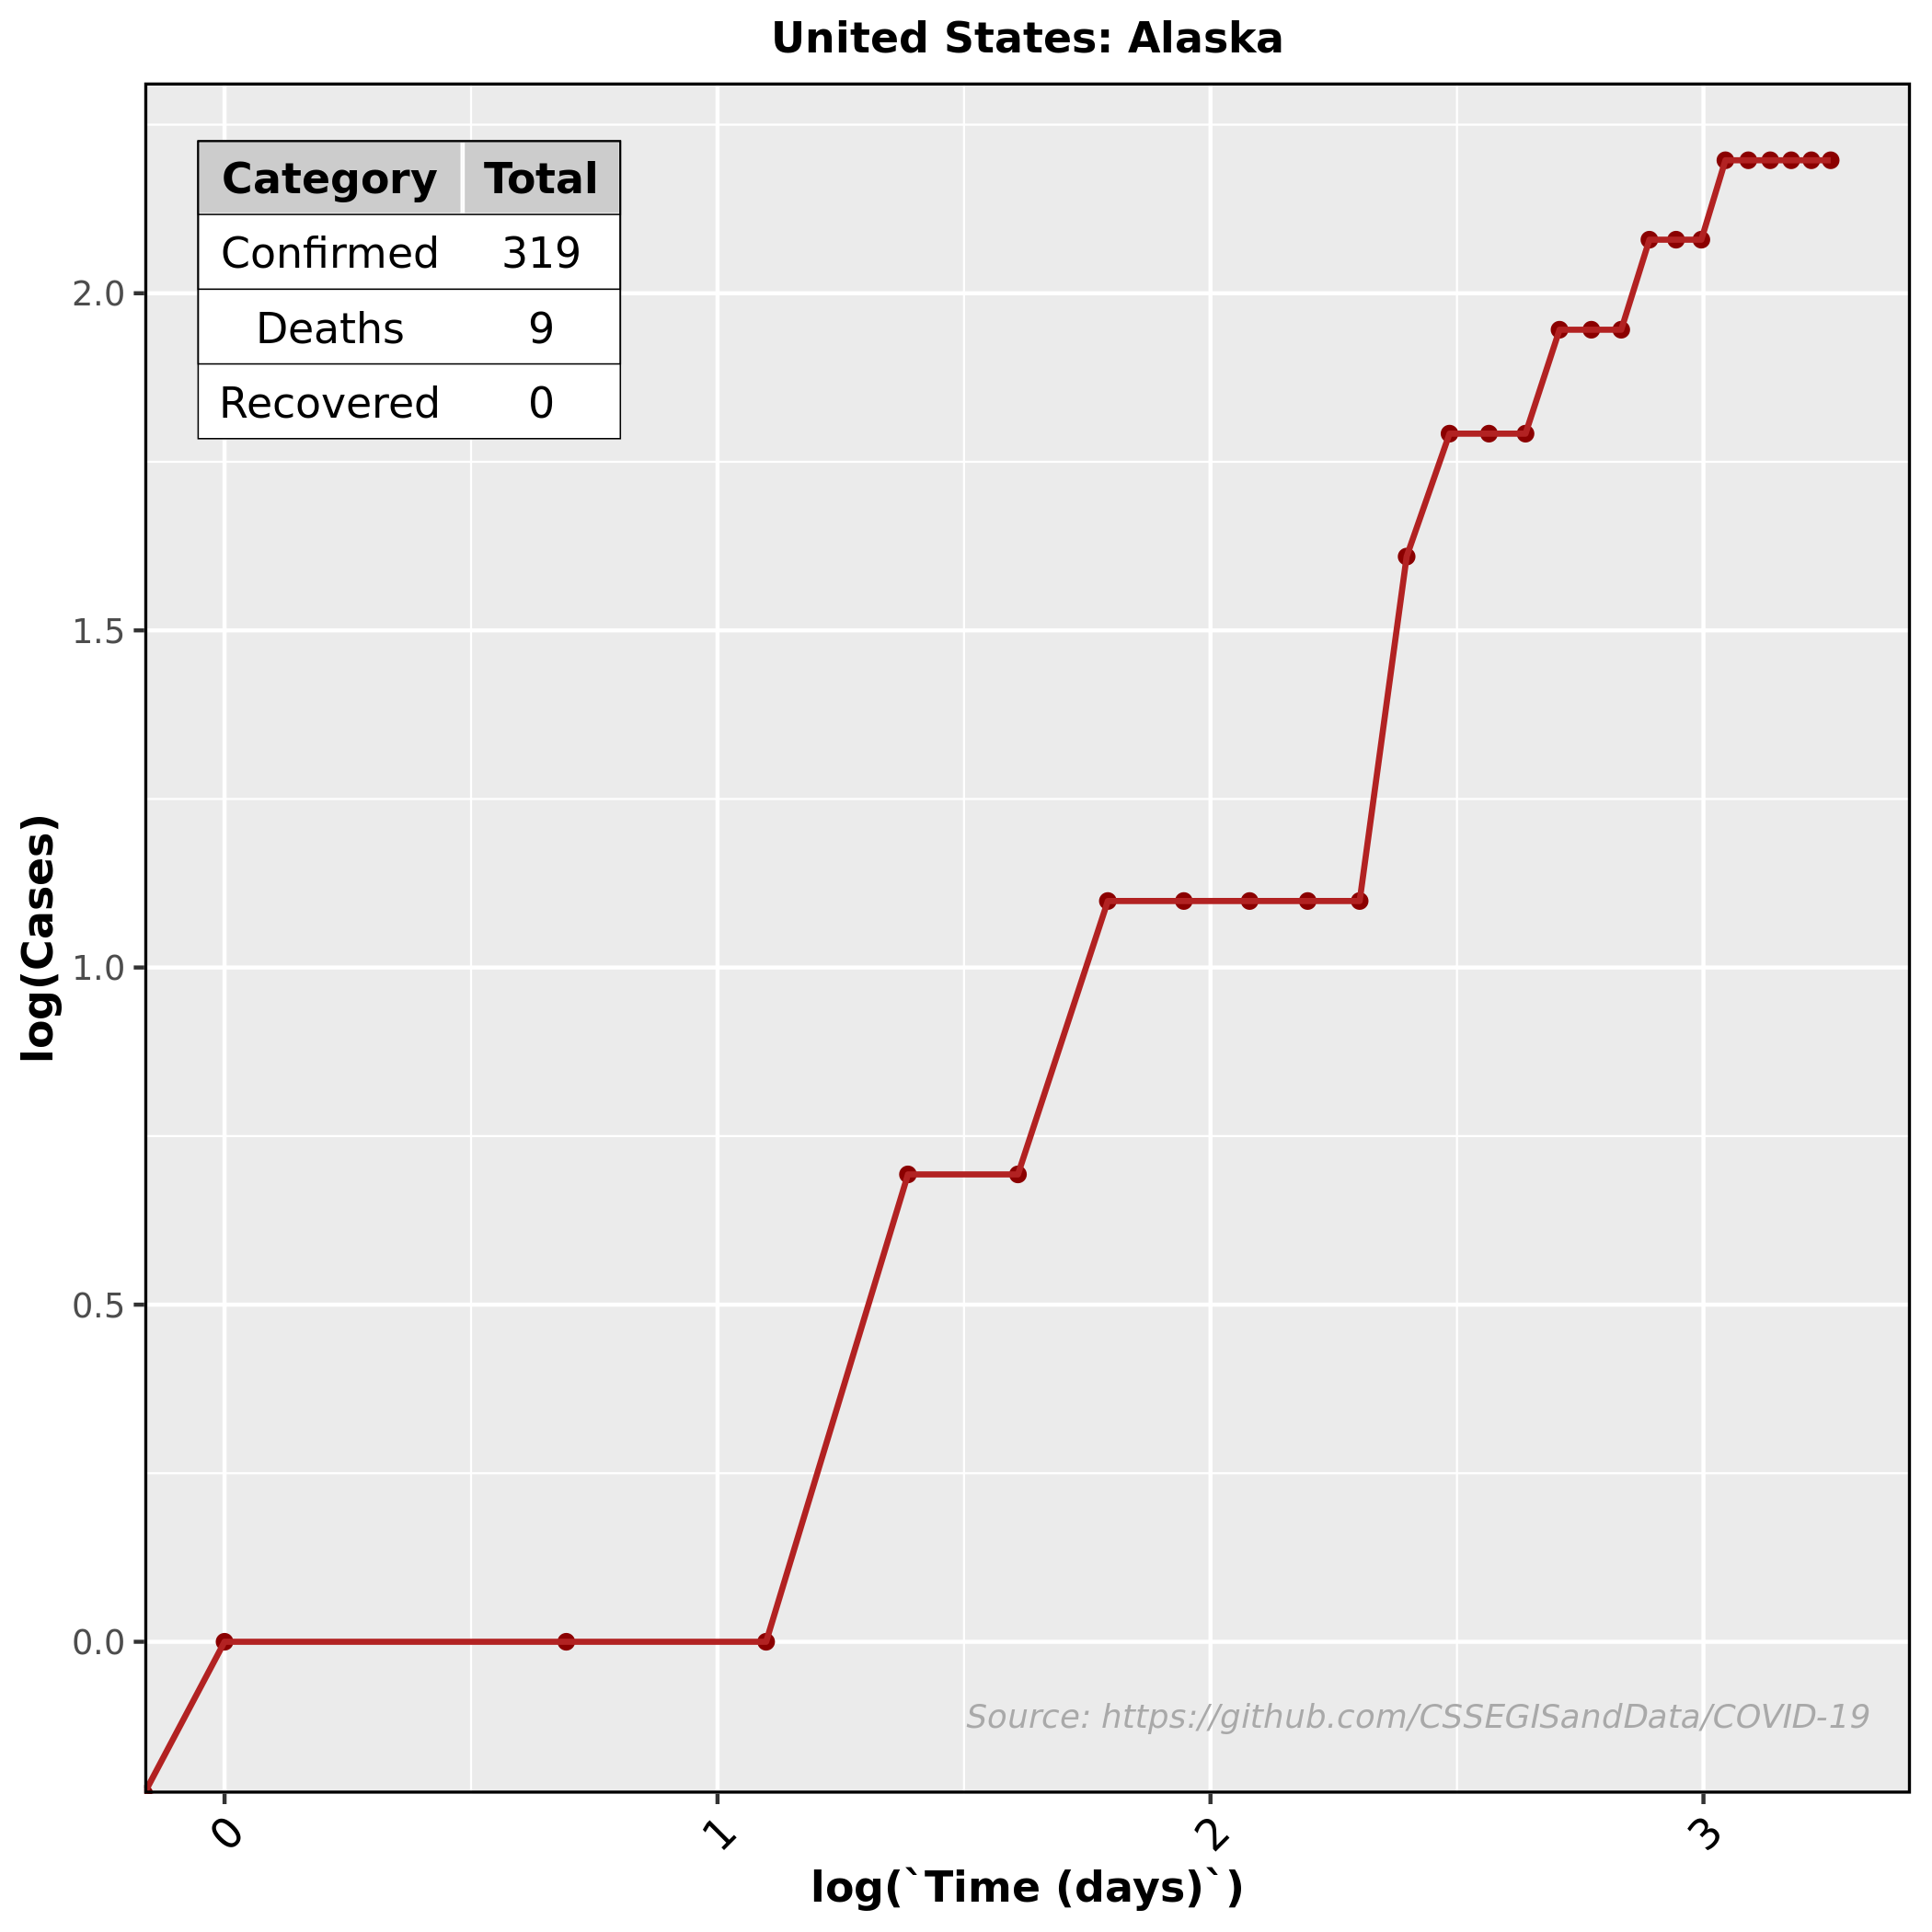 United States: Alaska
Category Total
Confirmed 319
Deaths 9
Recovered 0
2.0
1.5
1.0
0.5
0.0
log(Cases)
Source: https://github.com/CSSEGISandData/COVID-19
0 1 2 3
log(`Time (days)`)